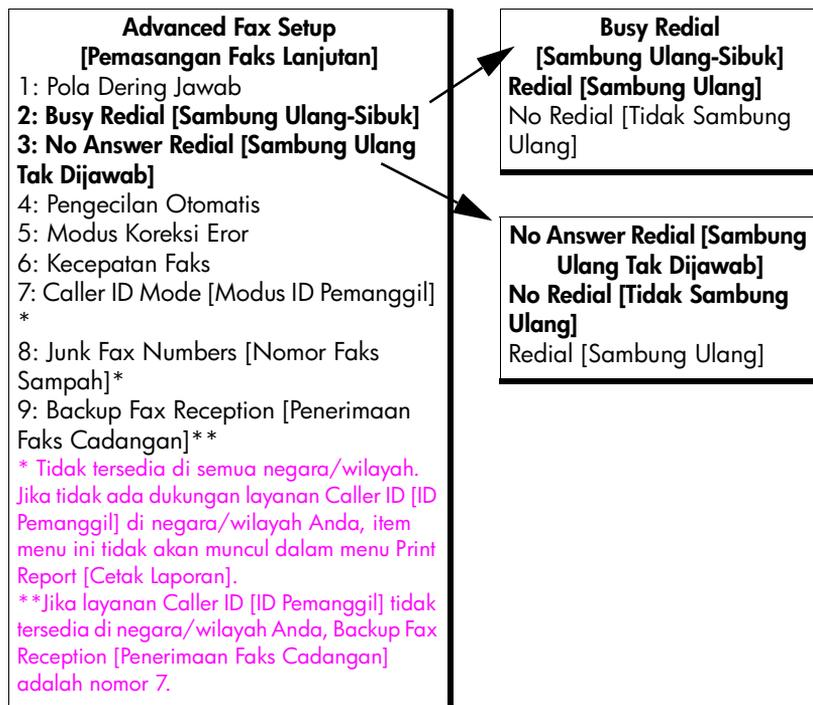 Advanced Fax Setup
[Pemasangan Faks Lanjutan]
1: Pola Dering Jawab
2: Busy Redial [Sambung Ulang-Sibuk]
3: No Answer Redial [Sambung Ulang
Tak Dijawab]
4: Pengecilan Otomatis
5: Modus Koreksi Eror
6: Kecepatan Faks
7: Caller ID Mode [Modus ID Pemanggil]
*
8: Junk Fax Numbers [Nomor Faks
Sampah]*
9: Backup Fax Reception [Penerimaan
Faks Cadangan]**
* Tidak tersedia di semua negara/wilayah.
Jika tidak ada dukungan layanan Caller ID [ID
Pemanggil] di negara/wilayah Anda, item
menu ini tidak akan muncul dalam menu Print
Report [Cetak Laporan].
**Jika layanan Caller ID [ID Pemanggil] tidak
tersedia di negara/wilayah Anda, Backup Fax
Reception [Penerimaan Faks Cadangan]
adalah nomor 7.
Busy Redial
[Sambung Ulang-Sibuk]
Redial [Sambung Ulang]
No Redial [Tidak Sambung
Ulang]
No Answer Redial [Sambung
Ulang Tak Dijawab]
No Redial [Tidak Sambung
Ulang]
Redial [Sambung Ulang]